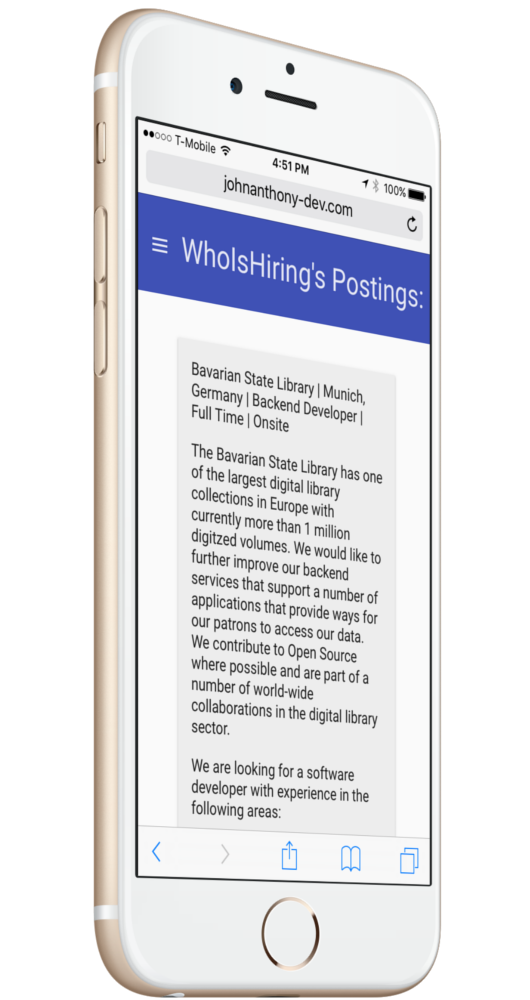 T-Mobile 4:51 PM 100%
johnanthony-dev.com
WhoIsHiring's Postings:
Bavarian State Library | Munich,
Germany | Backend Developer |
Full Time | Onsite
The Bavarian State Library has one
of the largest digital library
collections in Europe with
currently more than 1 million
digitzed volumes. We would like to
further improve our backend
services that support a number of
applications that provide ways for
our patrons to access our data.
We contribute to Open Source
where possible and are part of a
number of world-wide
collaborations in the digital library
sector.
We are looking for a software
developer with experience in the
following areas: